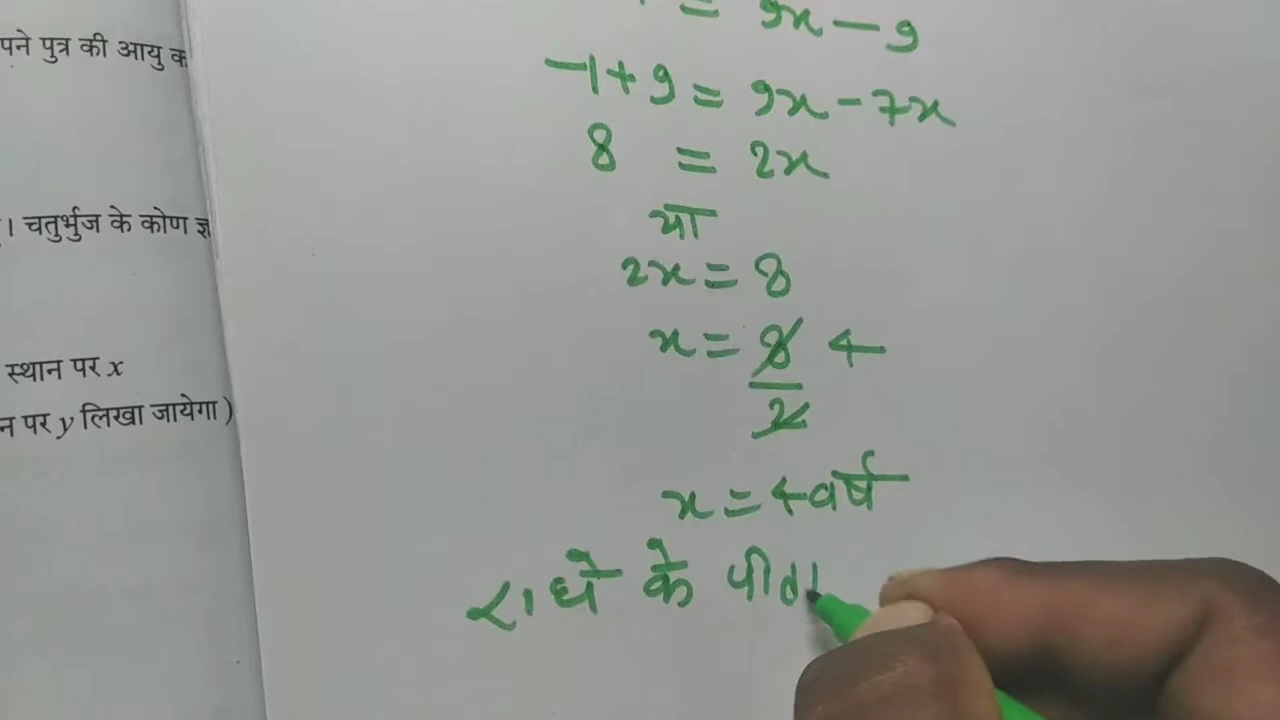 = 9x - 9
पने पुत्र की आयु क
-1+9 = 9x-7x
8 = 2x
। चतुर्भुज के कोण ज्ञ
या
2x = 8
x = 8/2 4
स्थान पर x
न पर y लिखा जायेगा )
x = 4 वर्ष
राधे के पीता